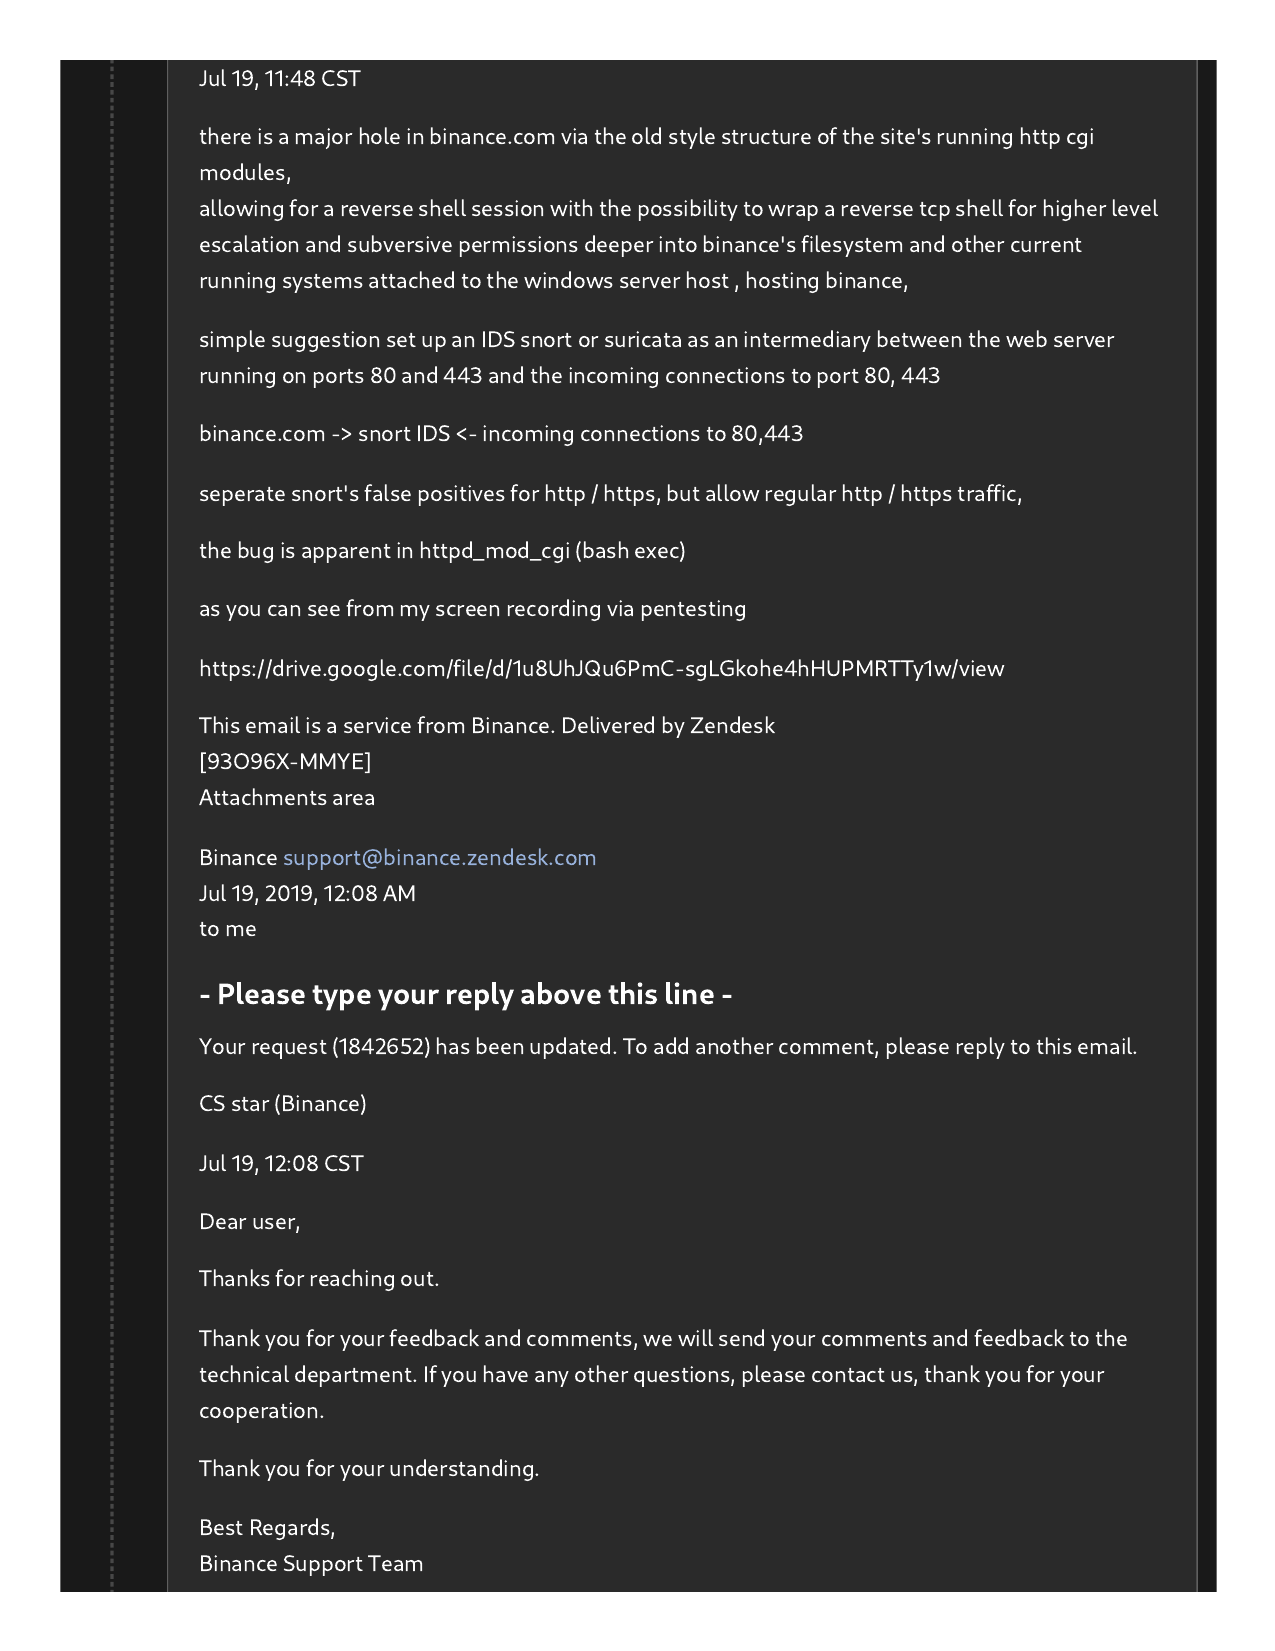 Jul 19, 11:48 CST
there is a major hole in binance.com via the old style structure of the site's running http cgi
modules,
allowing for a reverse shell session with the possibility to wrap a reverse tcp shell for higher level
escalation and subversive permissions deeper into binance's filesystem and other current
running systems attached to the windows server host , hosting binance,
simple suggestion set up an IDS snort or suricata as an intermediary between the web server
running on ports 80 and 443 and the incoming connections to port 80, 443
binance.com -> snort IDS <- incoming connections to 80,443
seperate snort's false positives for http / https, but allow regular http / https traffic,
the bug is apparent in httpd_mod_cgi (bash exec)
as you can see from my screen recording via pentesting
https://drive.google.com/file/d/1u8UhJQu6PmC-sgLGkohe4hHUPMRTTy1w/view
This email is a service from Binance. Delivered by Zendesk
[93O96X-MMYE]
Attachments area
Binance support@binance.zendesk.com
Jul 19, 2019, 12:08 AM
to me
- Please type your reply above this line -
Your request (1842652) has been updated. To add another comment, please reply to this email.
CS star (Binance)
Jul 19, 12:08 CST
Dear user,
Thanks for reaching out.
Thank you for your feedback and comments, we will send your comments and feedback to the
technical department. If you have any other questions, please contact us, thank you for your
cooperation.
Thank you for your understanding.
Best Regards,
Binance Support Team